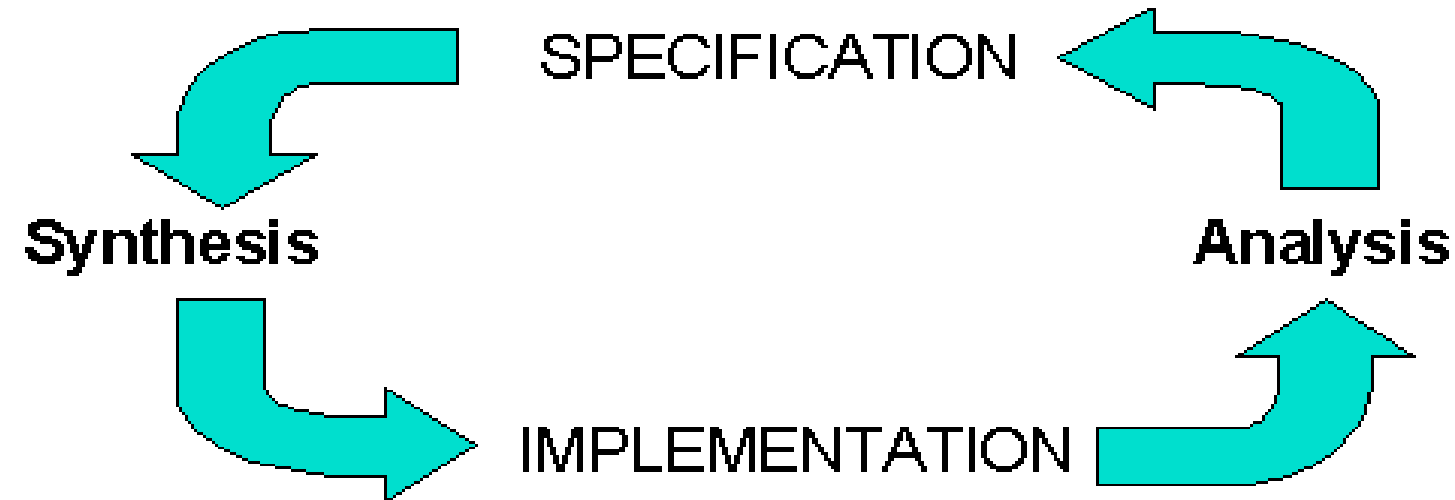 SPECIFICATION
Synthesis
Analysis
IMPLEMENTATION